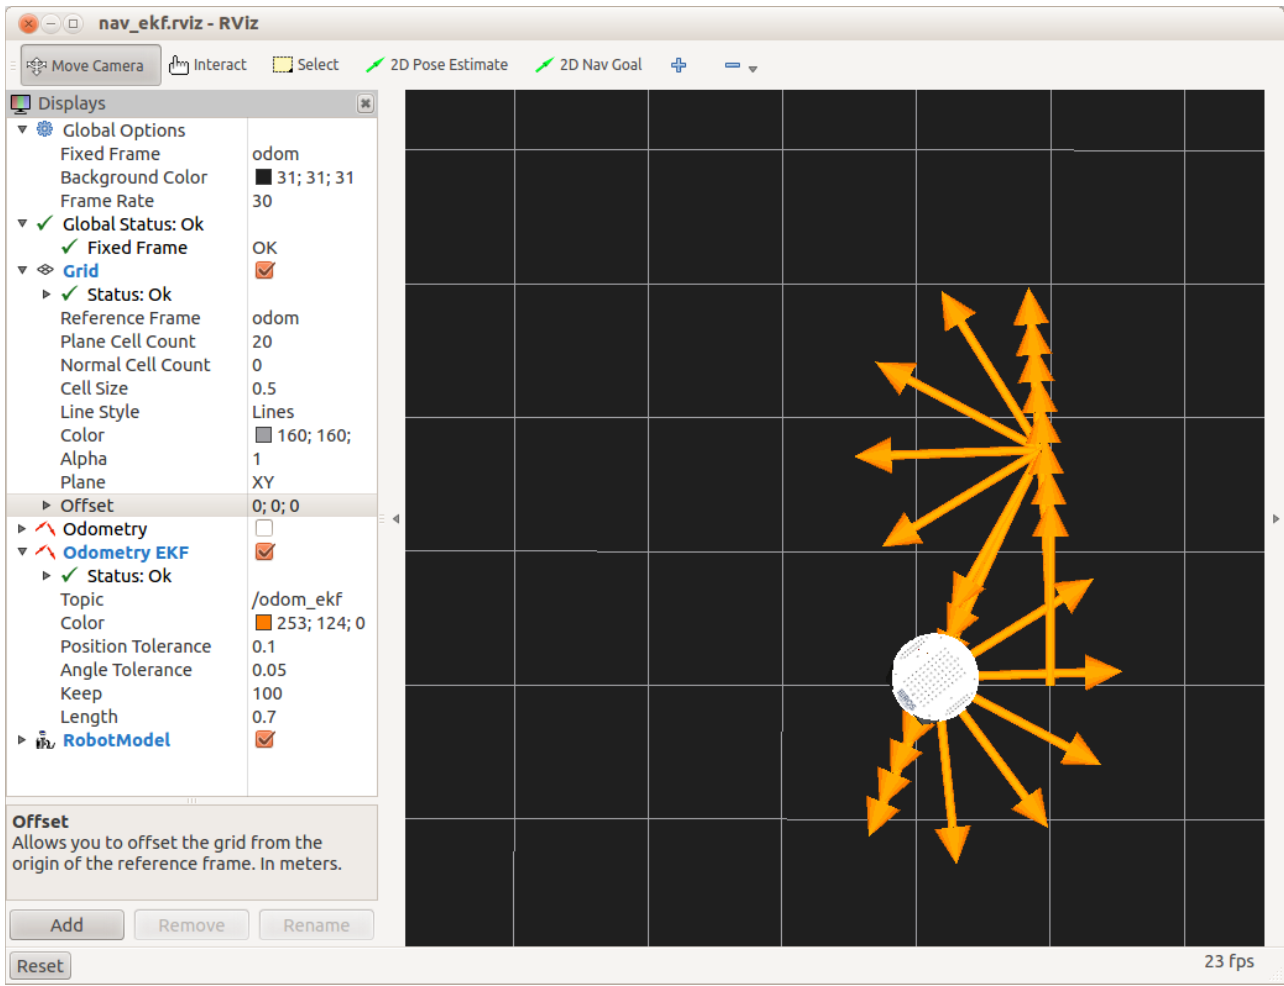 nav_ekf.rviz - RViz
Move Camera Interact Select 2D Pose Estimate 2D Nav Goal
Displays
Global Options
Fixed Frame odom
Background Color 31; 31; 31
Frame Rate 30
Global Status: Ok
Fixed Frame OK
Grid
Status: Ok
Reference Frame odom
Plane Cell Count 20
Normal Cell Count 0
Cell Size 0.5
Line Style Lines
Color 160; 160;
Alpha 1
Plane XY
Offset 0; 0; 0
Odometry
Odometry EKF
Status: Ok
Topic /odom_ekf
Color 253; 124; 0
Position Tolerance 0.1
Angle Tolerance 0.05
Keep 100
Length 0.7
RobotModel
Offset
Allows you to offset the grid from the
origin of the reference frame. In meters.
Add Remove Rename
Reset 23 fps